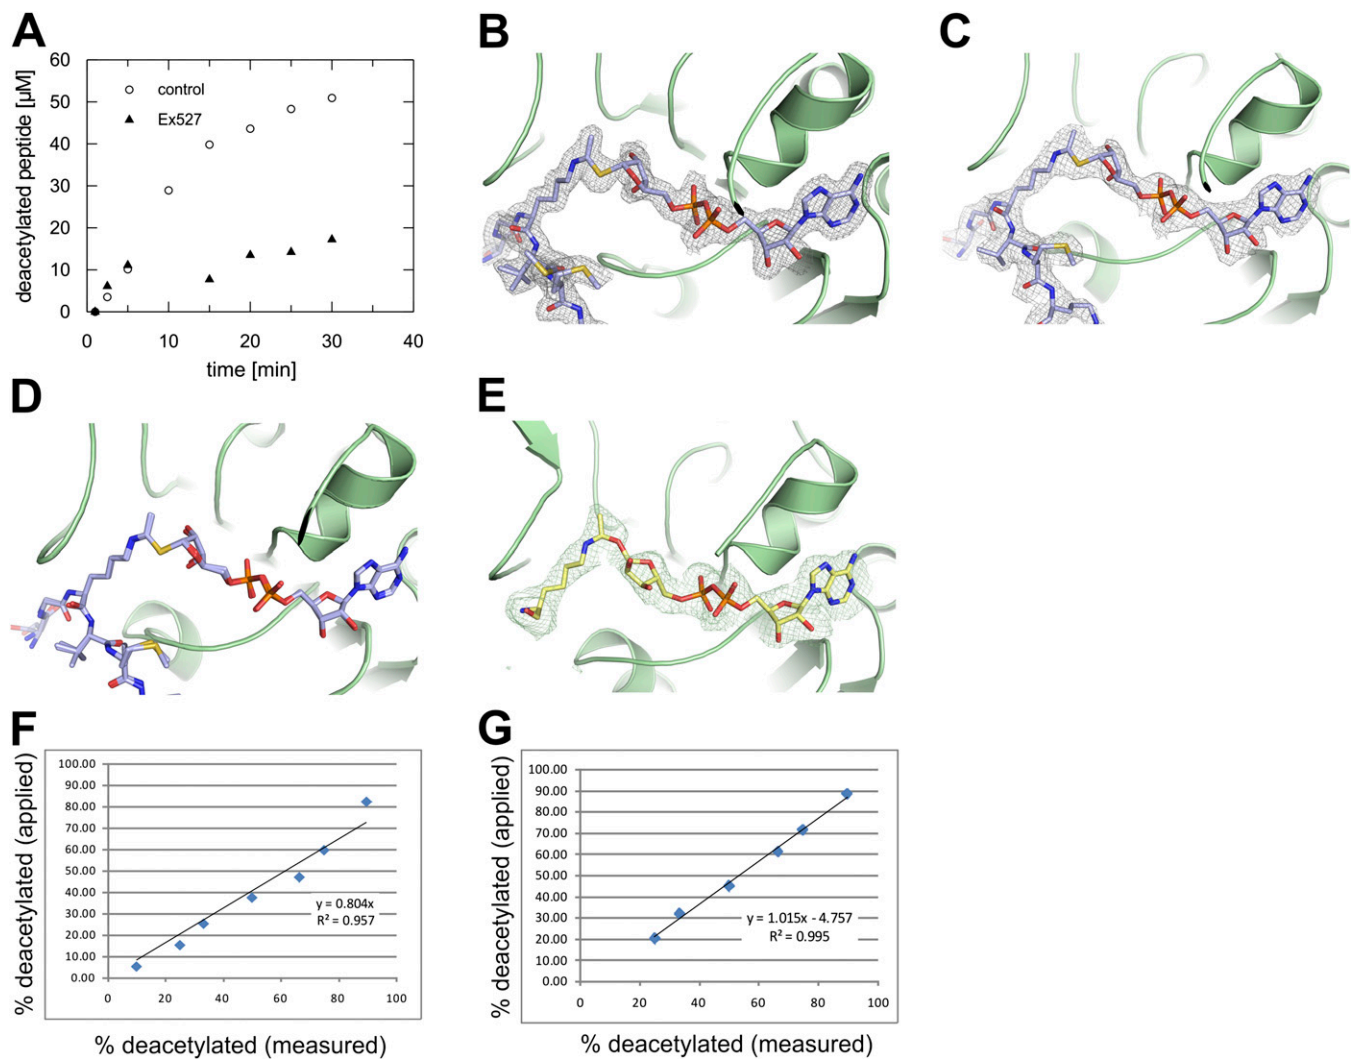 A
60
50
40
30
20
10
0
deacetylated peptide [µM]
control
Ex527
0 10 20 30 40
time [min]
B
C
D
E
F
100.00
90.00
80.00
70.00
60.00
50.00
40.00
30.00
20.00
10.00
0.00
% deacetylated (applied)
y = 0.804x
R² = 0.957
0 20 40 60 80 100
% deacetylated (measured)
G
100.00
90.00
80.00
70.00
60.00
50.00
40.00
30.00
20.00
10.00
0.00
% deacetylated (applied)
y = 1.015x - 4.757
R² = 0.995
0 20 40 60 80 100
% deacetylated (measured)